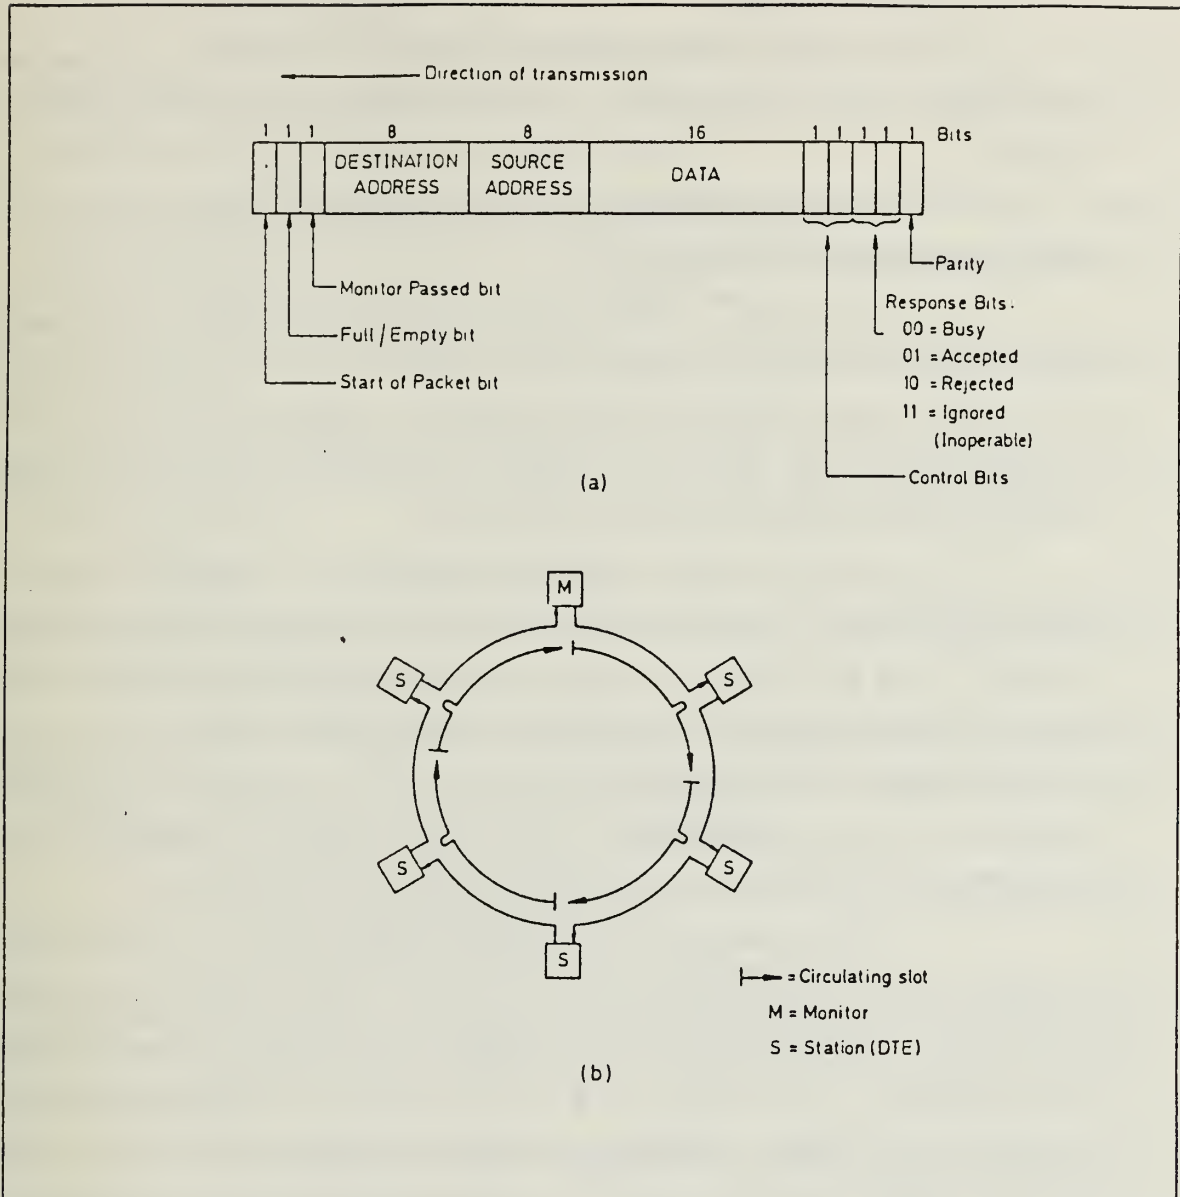 Direction of transmission
1 1 1 8 8 16 1 1 1 1 1 Bits
DESTINATION ADDRESS
SOURCE ADDRESS
DATA
Parity
Monitor Passed bit
Response Bits.
00 = Busy
Full / Empty bit
01 = Accepted
10 = Rejected
Start of Packet bit
11 = Ignored
(Inoperable)
Control Bits
(a)
M
S
S
S
S
S
= Circulating slot
M = Monitor
S = Station (DTE)
(b)